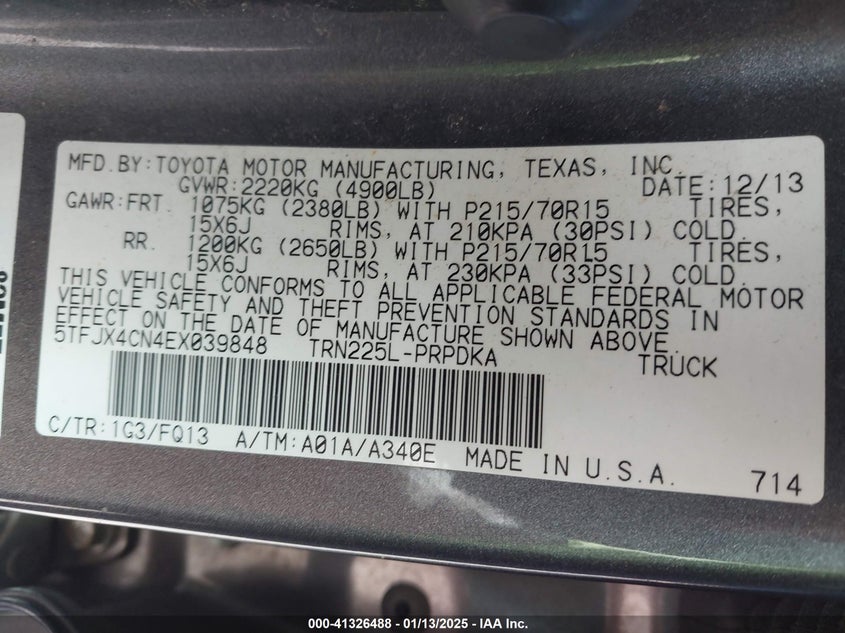 MFD.BY:TOYOTA MOTOR MANUFACTURING, TEXAS, INC.
GVWR:2220KG (4900LB) DATE:12/13
GAWR:FRT. 1075KG (2380LB) WITH P215/70R15 TIRES,
15X6J RIMS, AT 210KPA (30PSI) COLD.
RR. 1200KG (2650LB) WITH P215/70R15 TIRES,
15X6J RIMS, AT 230KPA (33PSI) COLD.
THIS VEHICLE CONFORMS TO ALL APPLICABLE FEDERAL MOTOR
VEHICLE SAFETY AND THEFT PREVENTION STANDARDS IN
EFFECT ON THE DATE OF MANUFACTURE SHOWN ABOVE.
5TFJX4CN4EX039848 TRN225L-PRPDKA TRUCK
C/TR:1G3/FQ13 A/TM:A01A/A340E MADE IN U.S.A. 714
000-41326488 — 01/13/2025 - IAA Inc.